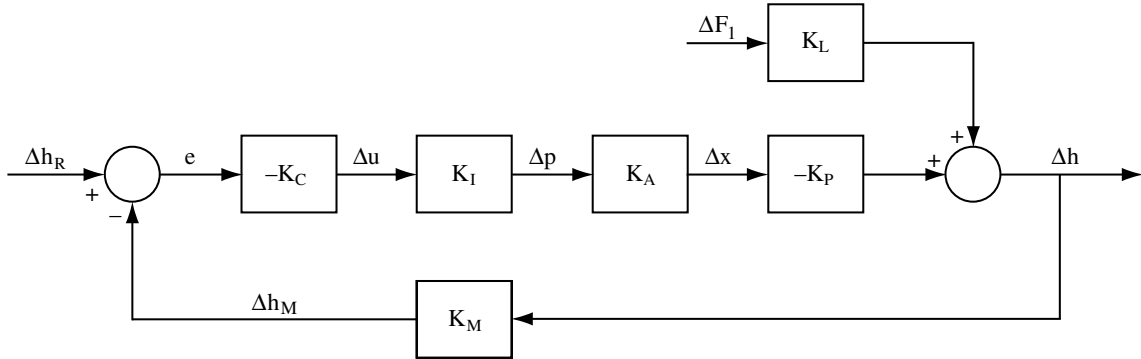 ΔF₁
K_L
+
Δh_R
+
−
e
−K_C
Δu
K_I
Δp
K_A
Δx
−K_P
+
Δh
Δh_M
K_M